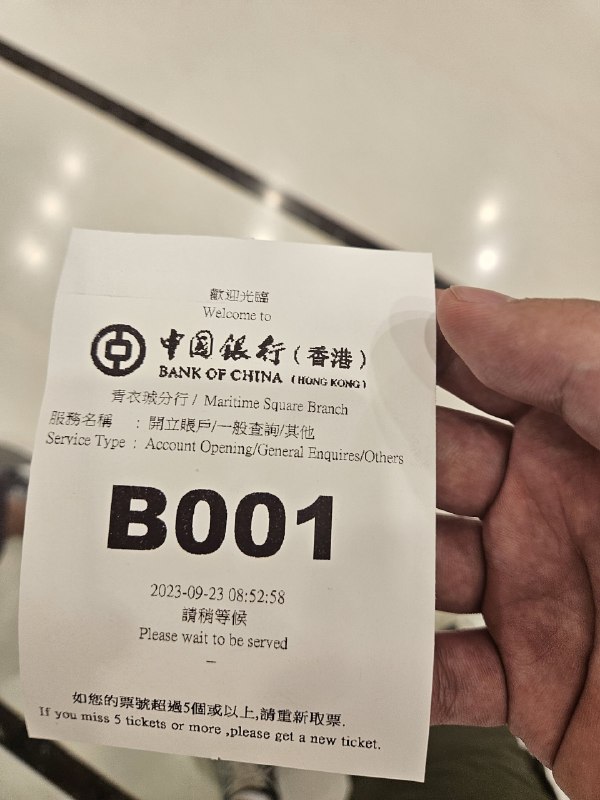 歡迎光臨
Welcome to
中國銀行(香港)
BANK OF CHINA (HONG KONG)
青衣城分行 / Maritime Square Branch
服務名稱 : 開立賬戶/一般查詢/其他
Service Type : Account Opening/General Enquires/Others
B001
2023-09-23 08:52:58
請稍等候
Please wait to be served
–
如您的票號超過5個或以上,請重新取票.
If you miss 5 tickets or more ,please get a new ticket.